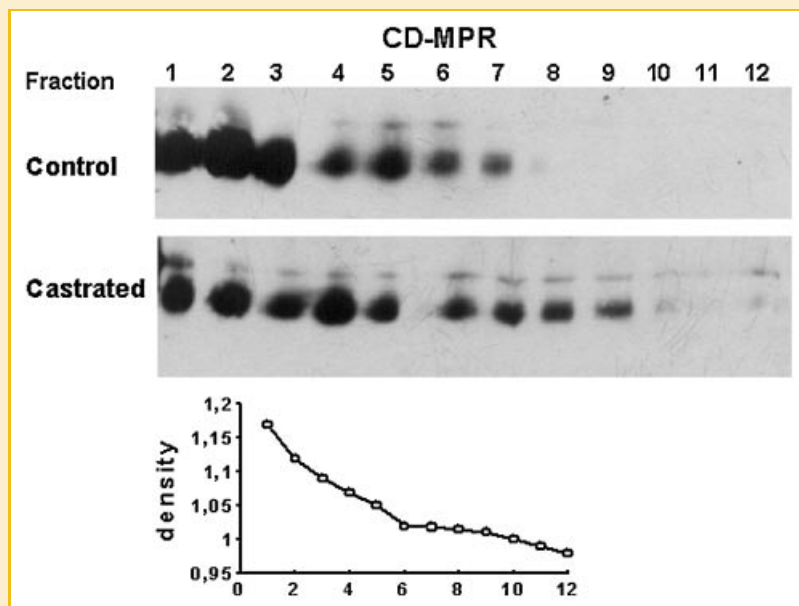 CD-MPR
Fraction 1 2 3 4 5 6 7 8 9 10 11 12
Control
Castrated
density
1,2
1,15
1,1
1,05
1
0,95
0 2 4 6 8 10 12